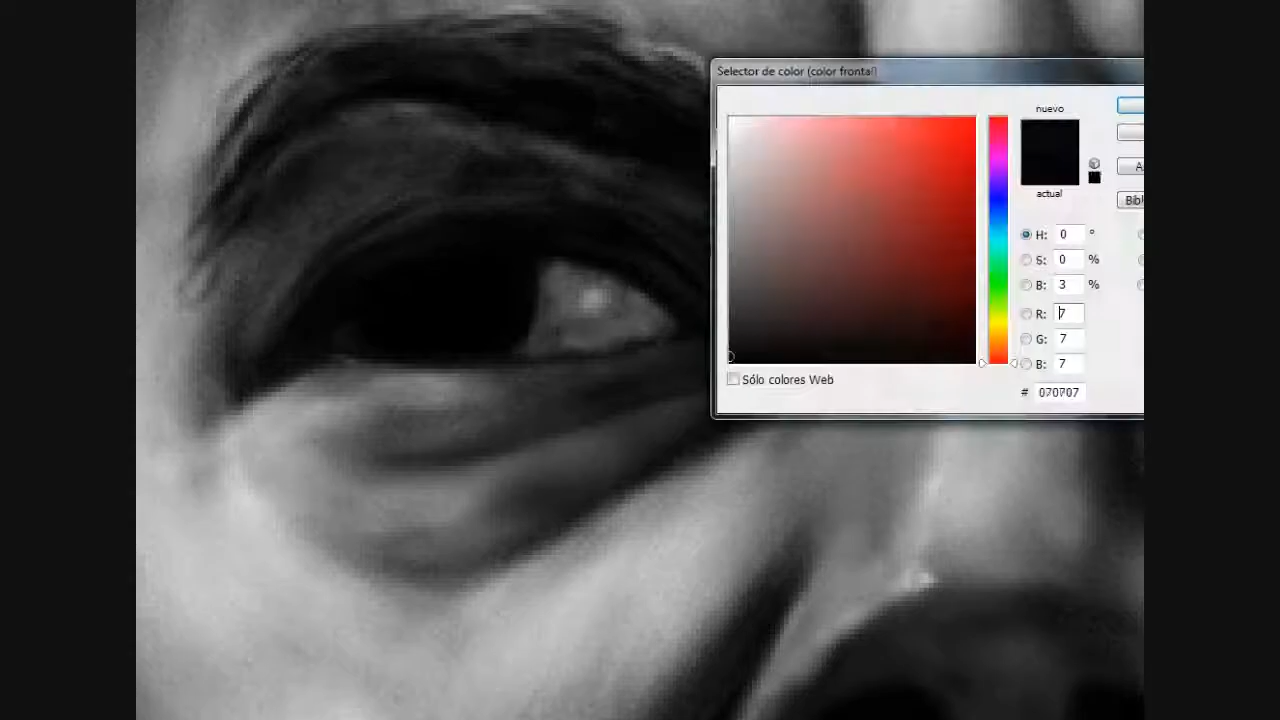 Selector de color (color frontal)
nuevo
actual
H: 0 °
S: 0 %
B: 3 %
R: 7
G: 7
B: 7
# 070707
Sólo colores Web